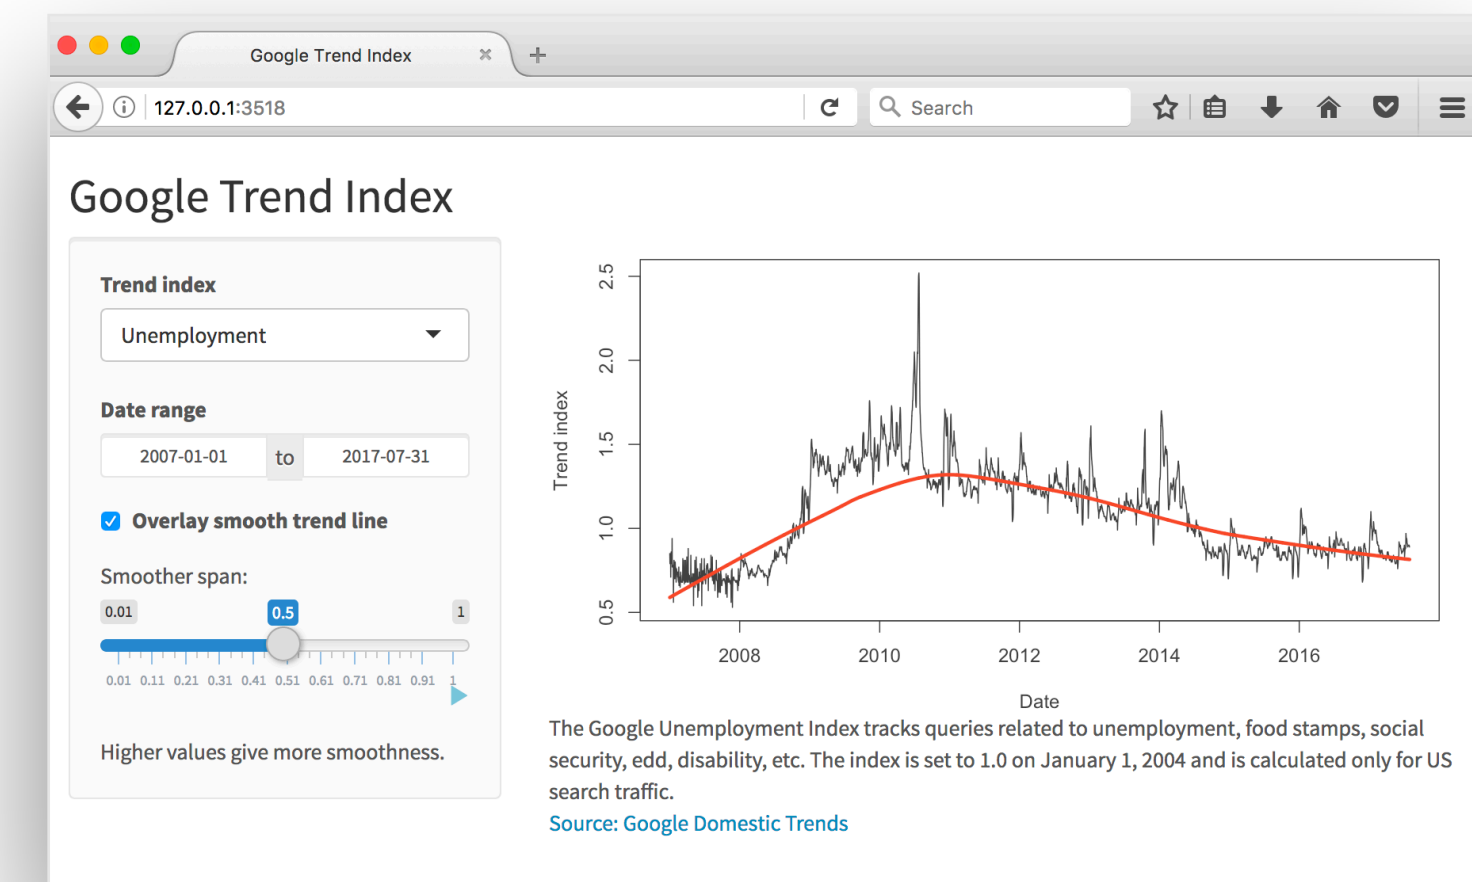 Google Trend Index
127.0.0.1:3518
Search
Google Trend Index
Trend index
Unemployment
Date range
2007-01-01 to 2017-07-31
Overlay smooth trend line
Smoother span:
0.01 0.5 1
0.01 0.11 0.21 0.31 0.41 0.51 0.61 0.71 0.81 0.91 1
Higher values give more smoothness.
Trend index
2.5
2.0
1.5
1.0
0.5
2008 2010 2012 2014 2016
Date
The Google Unemployment Index tracks queries related to unemployment, food stamps, social
security, edd, disability, etc. The index is set to 1.0 on January 1, 2004 and is calculated only for US
search traffic.
Source: Google Domestic Trends